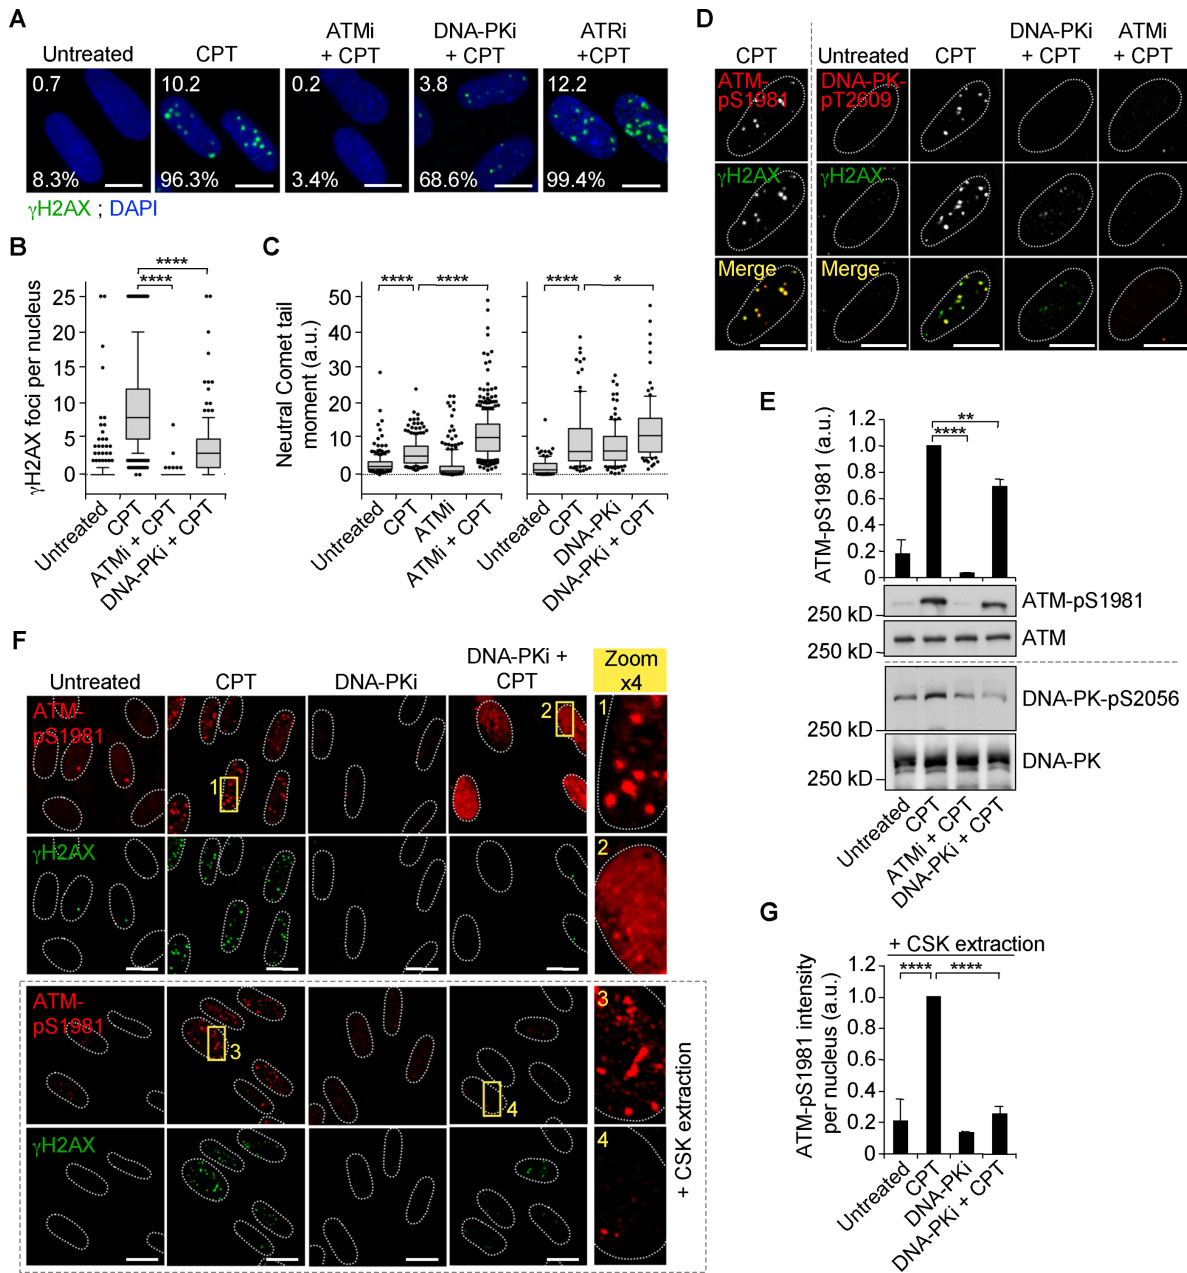 A
Untreated
CPT
ATMi
+ CPT
DNA-PKi
+ CPT
ATRi
+CPT
0.7
10.2
0.2
3.8
12.2
8.3%
96.3%
3.4%
68.6%
99.4%
γH2AX ; DAPI
B
γH2AX foci per nucleus
25
20
15
10
5
0
****
****
Untreated
CPT
ATMi + CPT
DNA-PKi + CPT
C
Neutral Comet tail
moment (a.u.)
50
40
30
20
10
0
****
****
Untreated
CPT
ATMi
ATMi + CPT
50
40
30
20
10
0
****
*
Untreated
CPT
DNA-PKi
DNA-PKi + CPT
D
CPT
Untreated
CPT
DNA-PKi
+ CPT
ATMi
+ CPT
ATM-
pS1981
DNA-PK-
pT2609
γH2AX
γH2AX
Merge
Merge
E
ATM-pS1981 (a.u.)
1.2
1.0
0.8
0.6
0.4
0.2
0
**
****
250 kD
ATM-pS1981
250 kD
ATM
250 kD
DNA-PK-pS2056
250 kD
DNA-PK
Untreated
CPT
ATMi + CPT
DNA-PKi + CPT
F
Untreated
CPT
DNA-PKi
DNA-PKi +
CPT
Zoom
x4
ATM-
pS1981
1
2
1
γH2AX
2
ATM-
pS1981
3
4
3
γH2AX
4
+ CSK extraction
G
+ CSK extraction
ATM-pS1981 intensity
per nucleus (a.u.)
1.2
1.0
0.8
0.6
0.4
0.2
0
****
****
Untreated
CPT
DNA-PKi
DNA-PKi + CPT